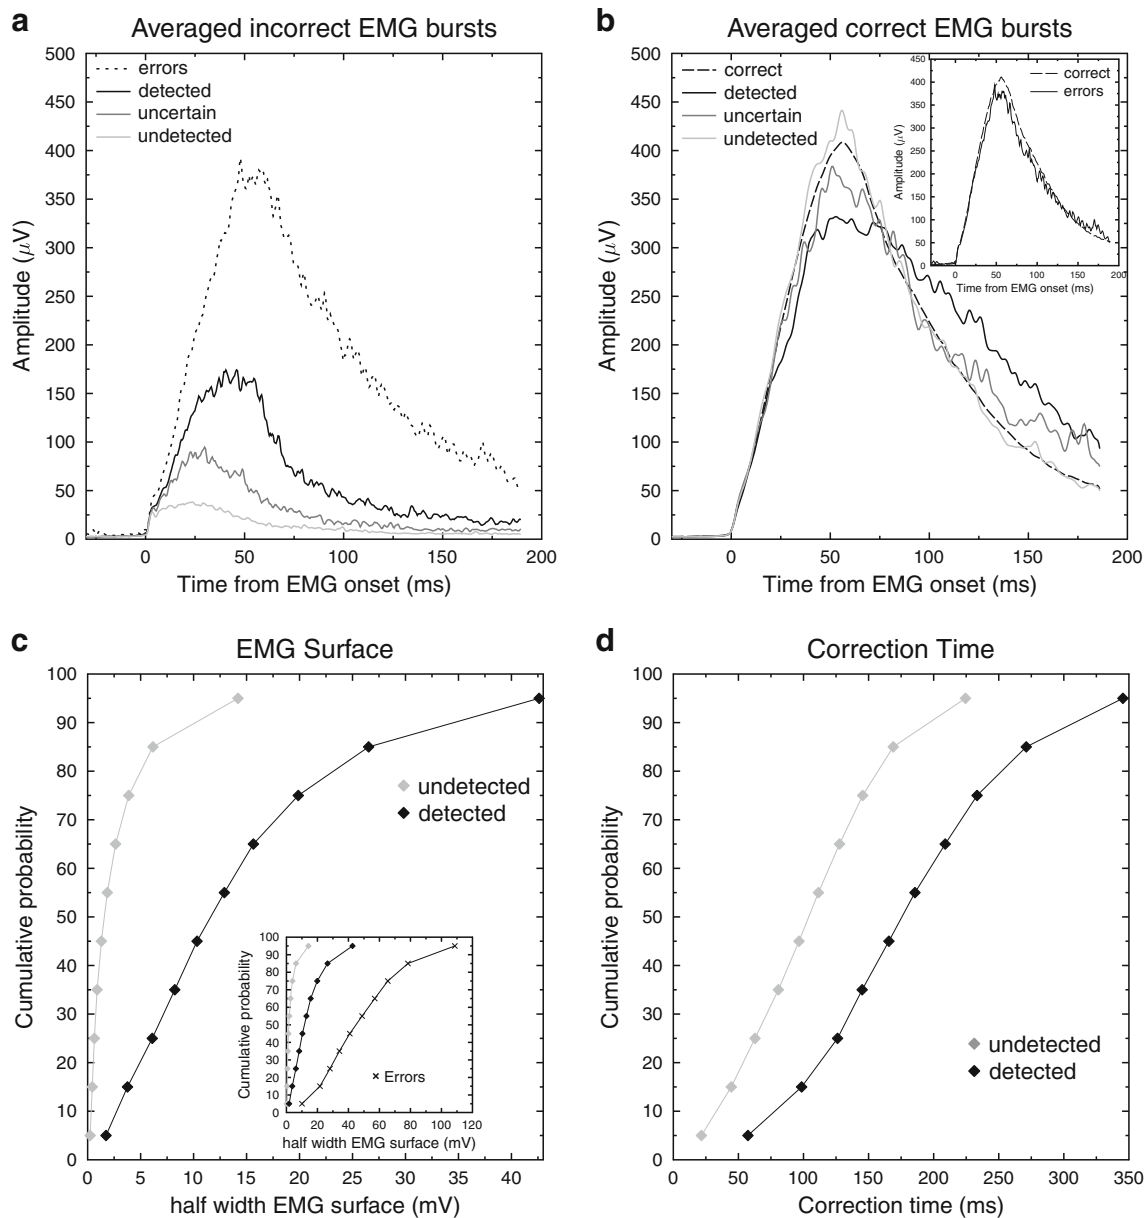 a
Averaged incorrect EMG bursts
500
450
400
350
300
250
200
150
100
50
0
Amplitude (μV)
errors
detected
uncertain
undetected
0
50
100
150
200
Time from EMG onset (ms)
b
Averaged correct EMG bursts
500
450
400
350
300
250
200
150
100
50
0
Amplitude (μV)
correct
detected
uncertain
undetected
450
400
350
300
250
200
150
100
50
0
Amplitude (μV)
correct
errors
0
50
100
150
200
Time from EMG onset (ms)
0
50
100
150
200
Time from EMG onset (ms)
c
EMG Surface
100
90
80
70
60
50
40
30
20
10
0
Cumulative probability
undetected
detected
100
90
80
70
60
50
40
30
20
10
0
Cumulative probability
Errors
0 20 40 60 80 100 120
half width EMG surface (mV)
0 5 10 15 20 25 30 35 40
half width EMG surface (mV)
d
Correction Time
100
90
80
70
60
50
40
30
20
10
0
Cumulative probability
undetected
detected
0 50 100 150 200 250 300 350
Correction time (ms)